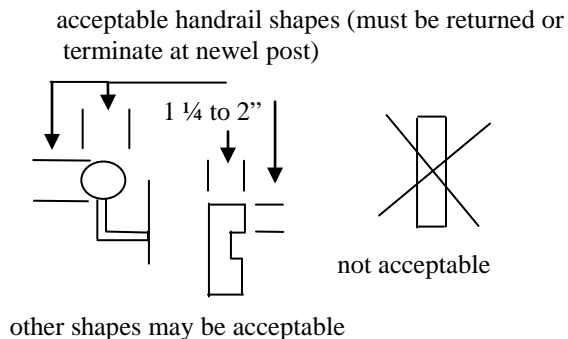 acceptable handrail shapes (must be returned or
terminate at newel post)
1 ¼ to 2”
not acceptable
other shapes may be acceptable